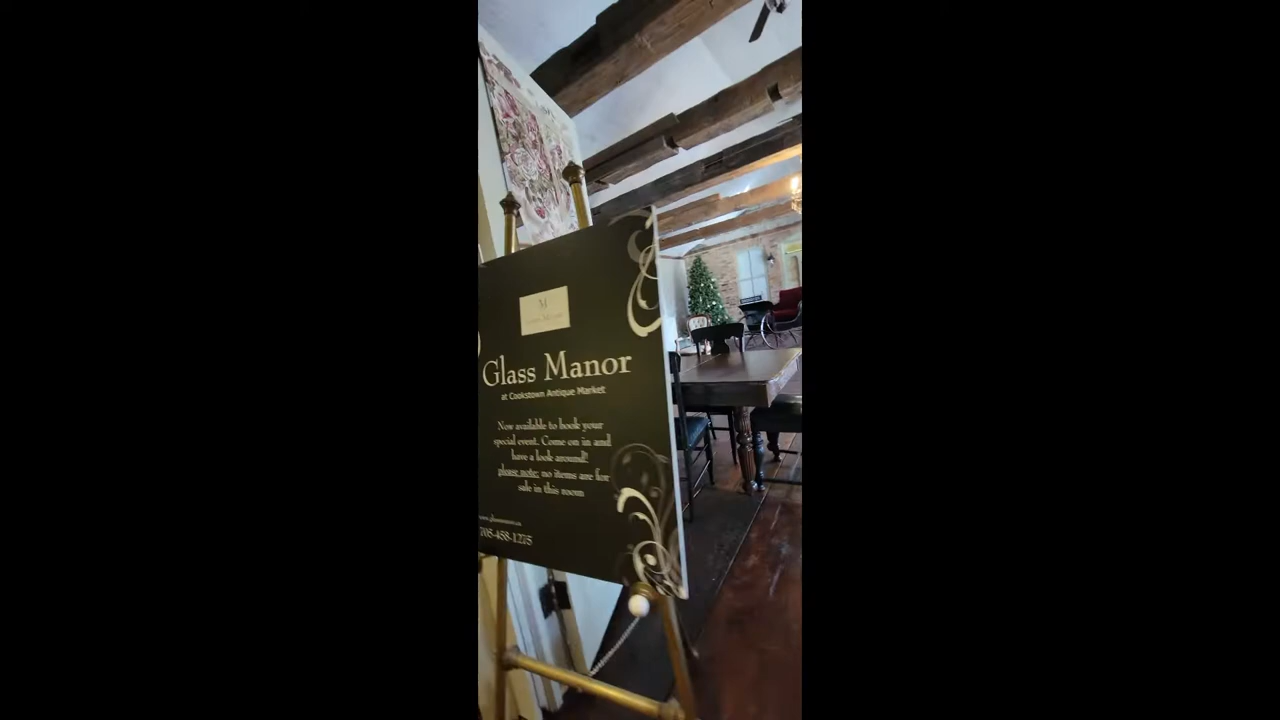 M
Glass Manor
at Cookstown Antique Market
Now available to book your
special event. Come on in and
have a look around!
please note: no items are for
sale in this room
705-458-1225